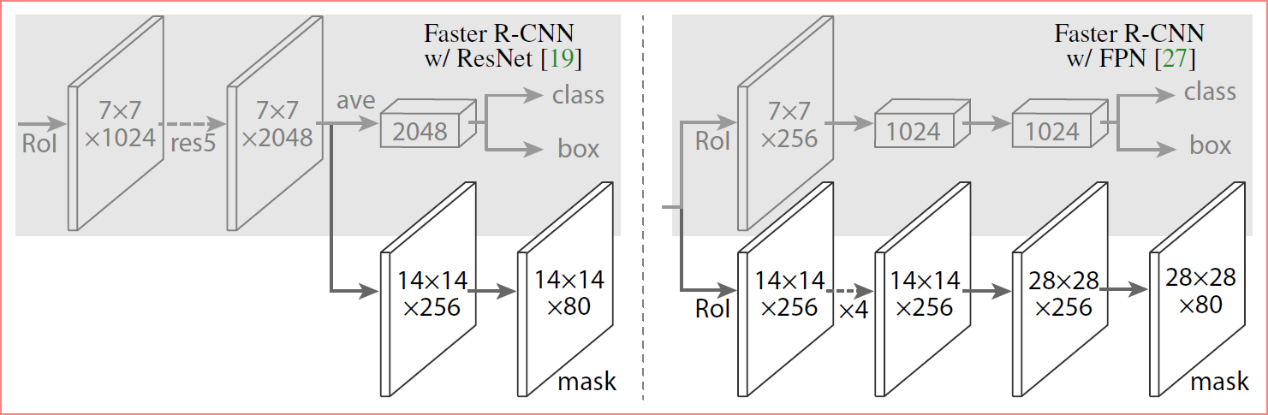 Faster R-CNN
w/ ResNet [19]
RoI
7×7
×1024
res5
7×7
×2048
ave
2048
class
box
14×14
×256
14×14
×80
mask
Faster R-CNN
w/ FPN [27]
RoI
7×7
×256
1024
1024
class
box
RoI
14×14
×256
×4
14×14
×256
28×28
×256
28×28
×80
mask